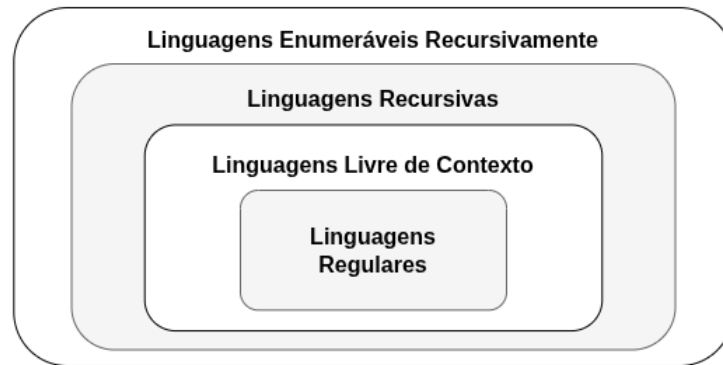 Linguagens Enumeráveis Recursivamente
Linguagens Recursivas
Linguagens Livre de Contexto
Linguagens
Regulares